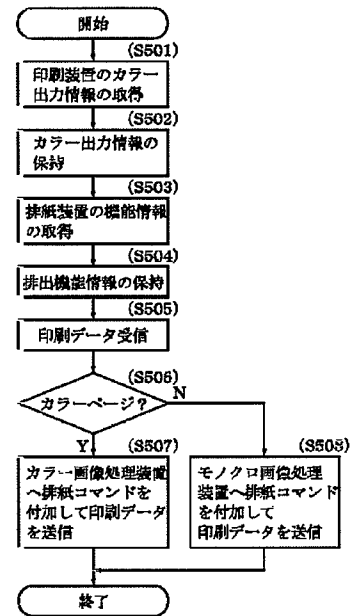 開始
(S501)
印刷装置のカラー
出力情報の取得
(S502)
カラー出力情報の
保持
(S503)
排紙装置の機能情報
の取得
(S504)
排出機能情報の保持
(S505)
印刷データ受信
(S506)
カラーページ?
N
Y
(S507)
カラー画像処理装置
へ排紙コマンドを
付加して印刷データ
を送信
(S508)
モノクロ画像処理
装置へ排紙コマンド
を付加して
印刷データを送信
終了